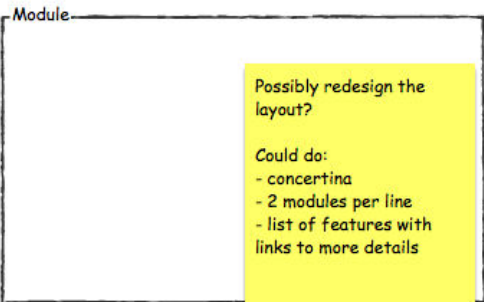 Module
Possibly redesign the
layout?
Could do:
- concertina
- 2 modules per line
- list of features with
links to more details